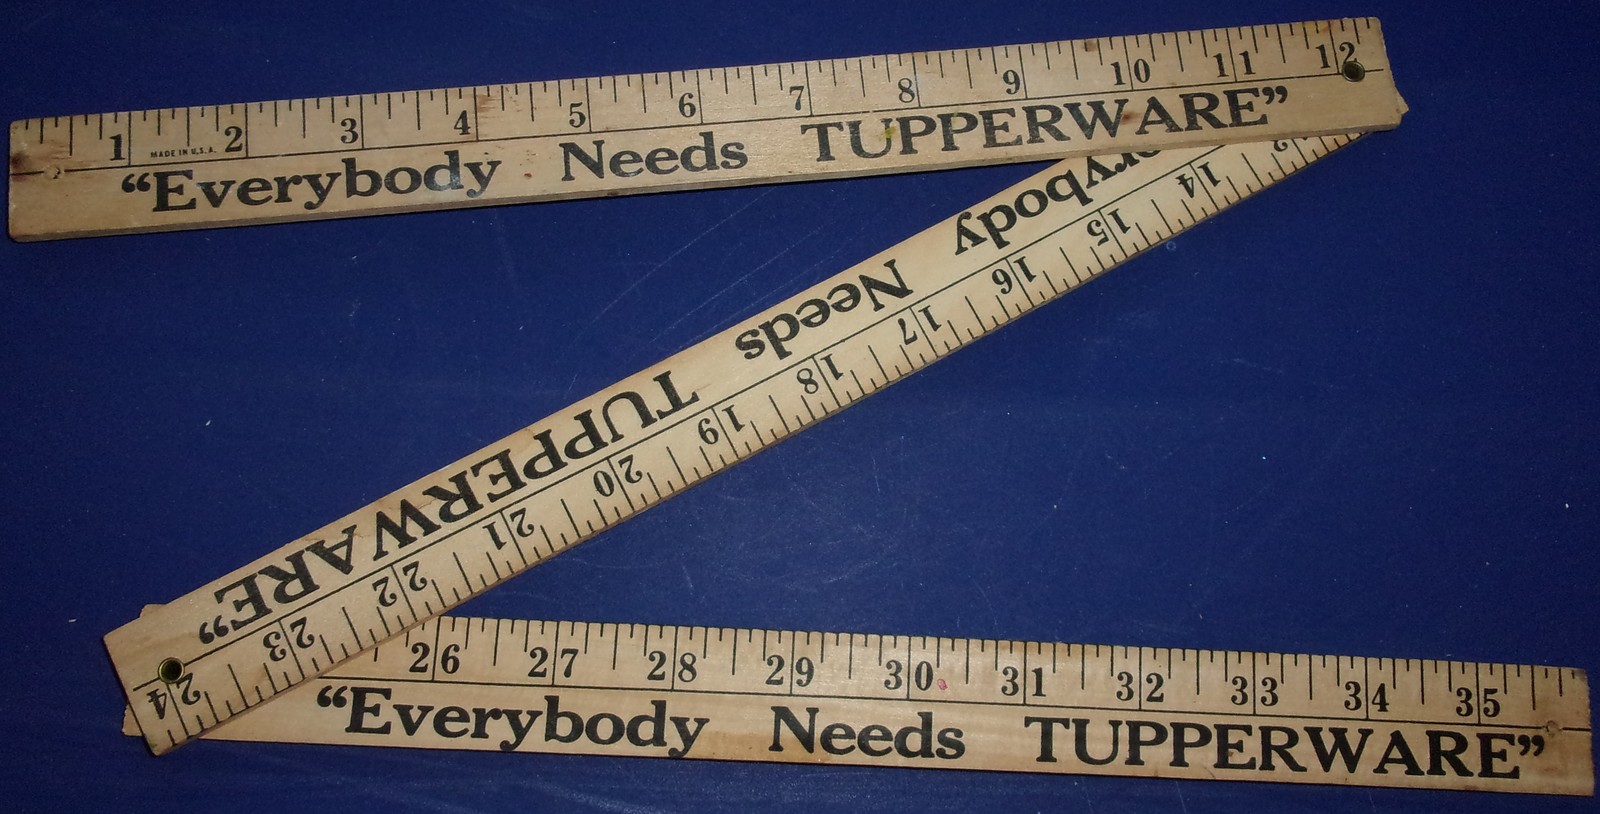 1 2 3 4 5 6 7 8 9 10 11 12
MADE IN U.S.A.
“Everybody Needs TUPPERWARE”
14 15 16 17 18 19 20 21 22 23 24
Needs TUPPERWARE”
26 27 28 29 30 31 32 33 34 35
“Everybody Needs TUPPERWARE”